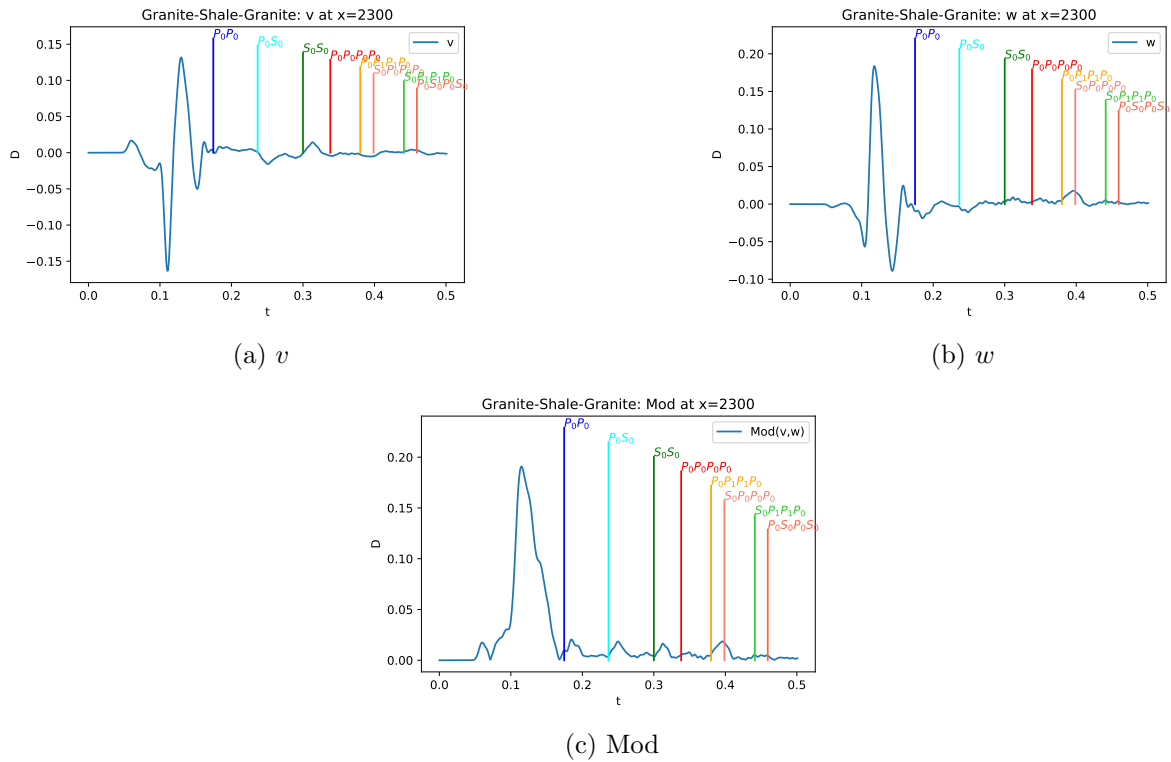 Granite-Shale-Granite: v at x=2300
v
P₀P₀
P₀S₀
S₀S₀
P₀P₀P₀P₀
P₀P₁P₁P₀
S₀P₀P₀P₀
S₀P₁P₁P₀
P₀S₀P₀S₀
D
0.15
0.10
0.05
0.00
−0.05
−0.10
−0.15
0.0 0.1 0.2 0.3 0.4 0.5
t
(a) v
Granite-Shale-Granite: w at x=2300
w
P₀P₀
P₀S₀
S₀S₀
P₀P₀P₀P₀
P₀P₁P₁P₀
S₀P₀P₀P₀
S₀P₁P₁P₀
P₀S₀P₀S₀
D
0.20
0.15
0.10
0.05
0.00
−0.05
−0.10
0.0 0.1 0.2 0.3 0.4 0.5
t
(b) w
Granite-Shale-Granite: Mod at x=2300
Mod(v,w)
P₀P₀
P₀S₀
S₀S₀
P₀P₀P₀P₀
P₀P₁P₁P₀
S₀P₀P₀P₀
S₀P₁P₁P₀
P₀S₀P₀S₀
D
0.20
0.15
0.10
0.05
0.00
0.0 0.1 0.2 0.3 0.4 0.5
t
(c) Mod